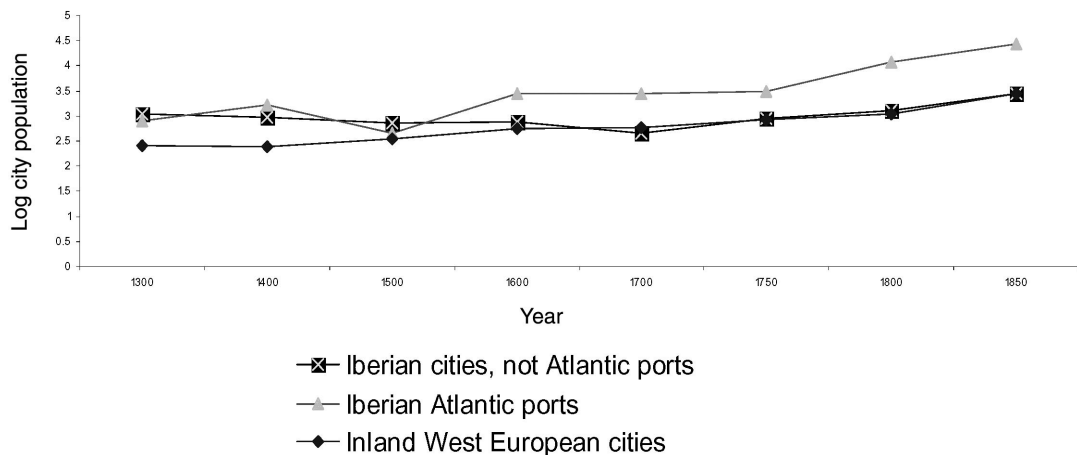 5
4.5
4
3.5
3
2.5
2
1.5
1
0.5
0
Log city population
1300 1400 1500 1600 1700 1750 1800 1850
Year
Iberian cities, not Atlantic ports
Iberian Atlantic ports
Inland West European cities